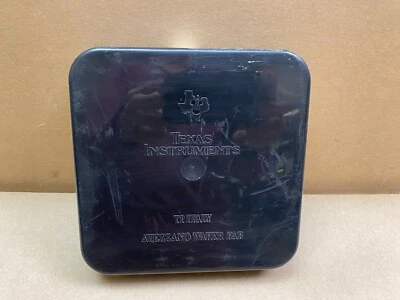 TEXAS
INSTRUMENTS
TI ITALY
AVEZZANO WAFER FAB